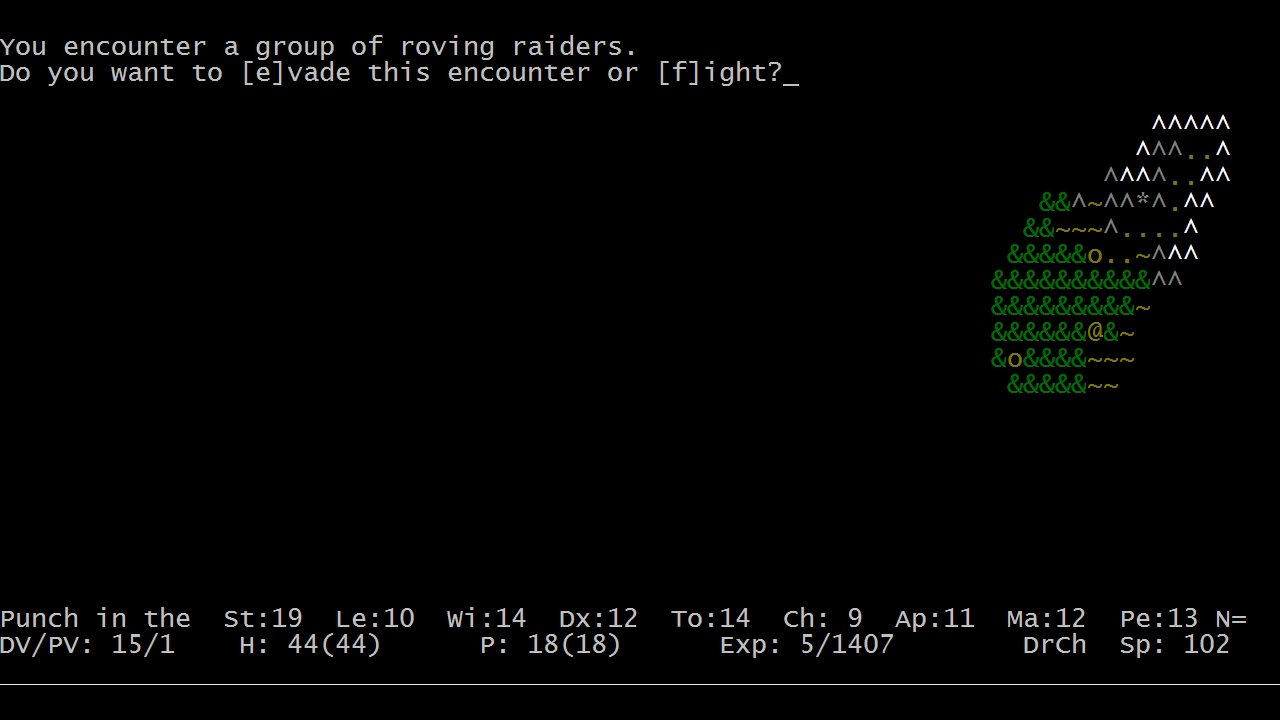 You encounter a group of roving raiders.
Do you want to [e]vade this encounter or [f]ight?_
^^^^^
^^^..^
^^^^..^^
&&^~^^*^.^^
&&~~~^....^
&&&&&o..~^^^
&&&&&&&&&&^^
&&&&&&&&&~
&&&&&&@&~
&o&&&&~~~
&&&&&~~
Punch in the  St:19  Le:10  Wi:14  Dx:12  To:14  Ch: 9  Ap:11  Ma:12  Pe:13 N=
DV/PV: 15/1    H: 44(44)      P: 18(18)      Exp: 5/1407        DrCh  Sp: 102